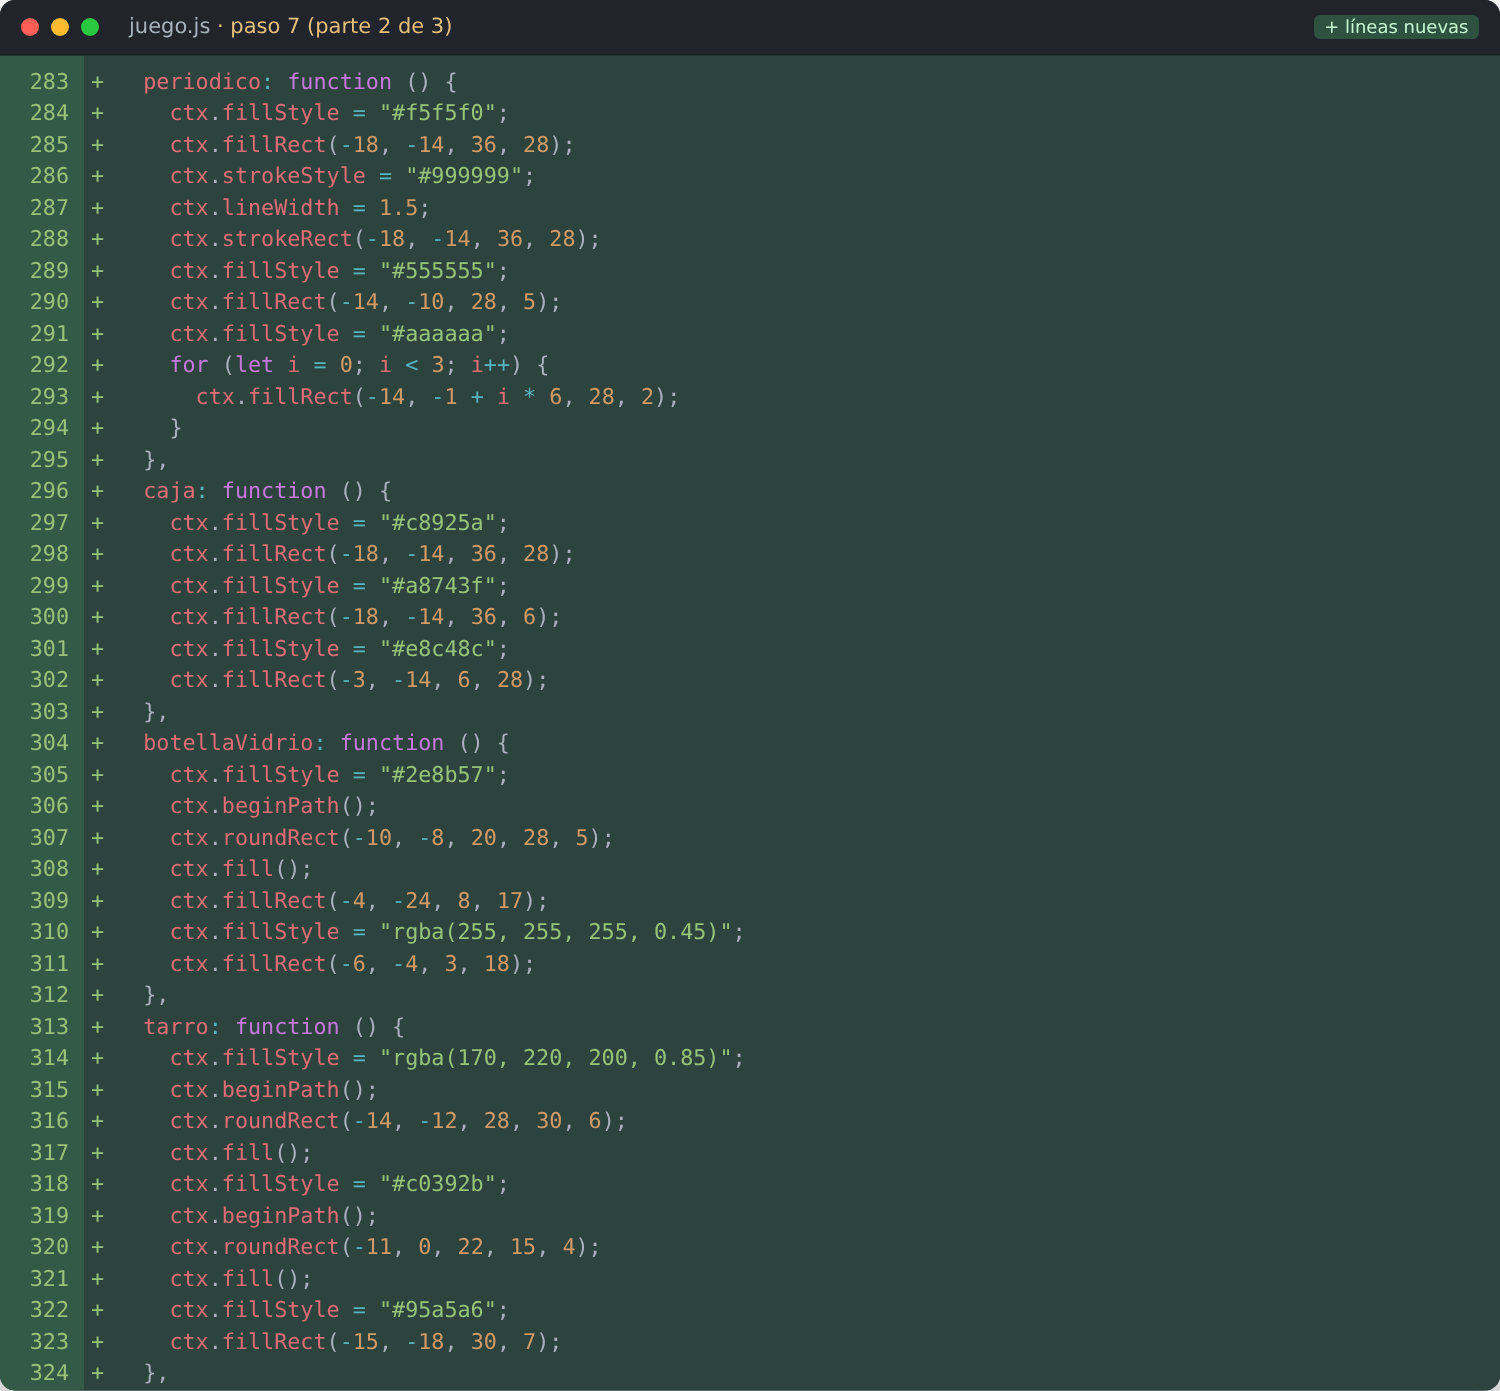 juego.js · paso 7 (parte 2 de 3)
+ líneas nuevas
283 + periodico: function () {
284 + ctx.fillStyle = "#f5f5f0";
285 + ctx.fillRect(-18, -14, 36, 28);
286 + ctx.strokeStyle = "#999999";
287 + ctx.lineWidth = 1.5;
288 + ctx.strokeRect(-18, -14, 36, 28);
289 + ctx.fillStyle = "#555555";
290 + ctx.fillRect(-14, -10, 28, 5);
291 + ctx.fillStyle = "#aaaaaa";
292 + for (let i = 0; i < 3; i++) {
293 + ctx.fillRect(-14, -1 + i * 6, 28, 2);
294 + }
295 + },
296 + caja: function () {
297 + ctx.fillStyle = "#c8925a";
298 + ctx.fillRect(-18, -14, 36, 28);
299 + ctx.fillStyle = "#a8743f";
300 + ctx.fillRect(-18, -14, 36, 6);
301 + ctx.fillStyle = "#e8c48c";
302 + ctx.fillRect(-3, -14, 6, 28);
303 + },
304 + botellaVidrio: function () {
305 + ctx.fillStyle = "#2e8b57";
306 + ctx.beginPath();
307 + ctx.roundRect(-10, -8, 20, 28, 5);
308 + ctx.fill();
309 + ctx.fillRect(-4, -24, 8, 17);
310 + ctx.fillStyle = "rgba(255, 255, 255, 0.45)";
311 + ctx.fillRect(-6, -4, 3, 18);
312 + },
313 + tarro: function () {
314 + ctx.fillStyle = "rgba(170, 220, 200, 0.85)";
315 + ctx.beginPath();
316 + ctx.roundRect(-14, -12, 28, 30, 6);
317 + ctx.fill();
318 + ctx.fillStyle = "#c0392b";
319 + ctx.beginPath();
320 + ctx.roundRect(-11, 0, 22, 15, 4);
321 + ctx.fill();
322 + ctx.fillStyle = "#95a5a6";
323 + ctx.fillRect(-15, -18, 30, 7);
324 + },